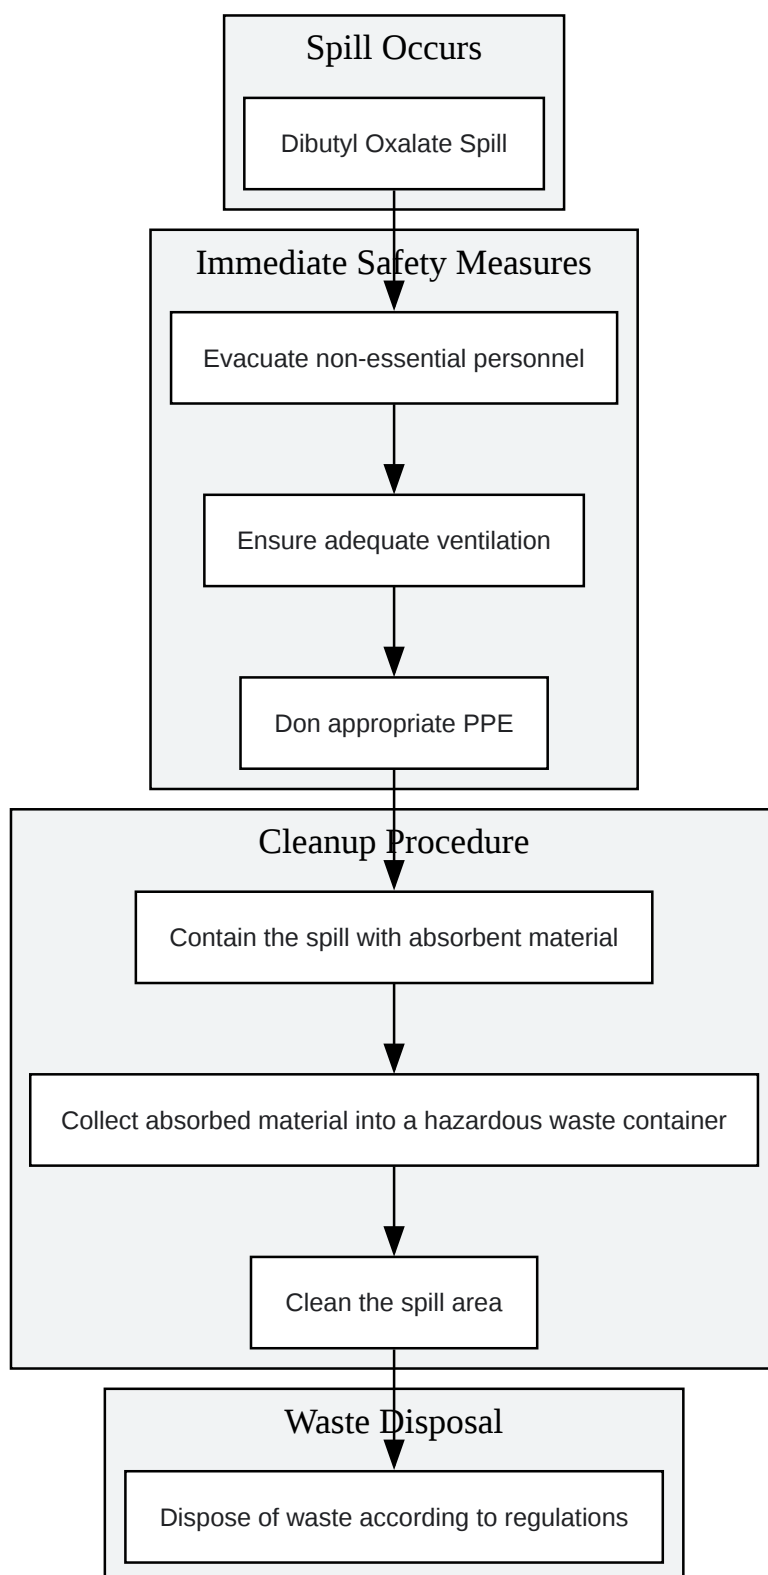 Spill Occurs
Dibutyl Oxalate Spill
Immediate Safety Measures
Evacuate non-essential personnel
Ensure adequate ventilation
Don appropriate PPE
Cleanup Procedure
Contain the spill with absorbent material
Collect absorbed material into a hazardous waste container
Clean the spill area
Waste Disposal
Dispose of waste according to regulations